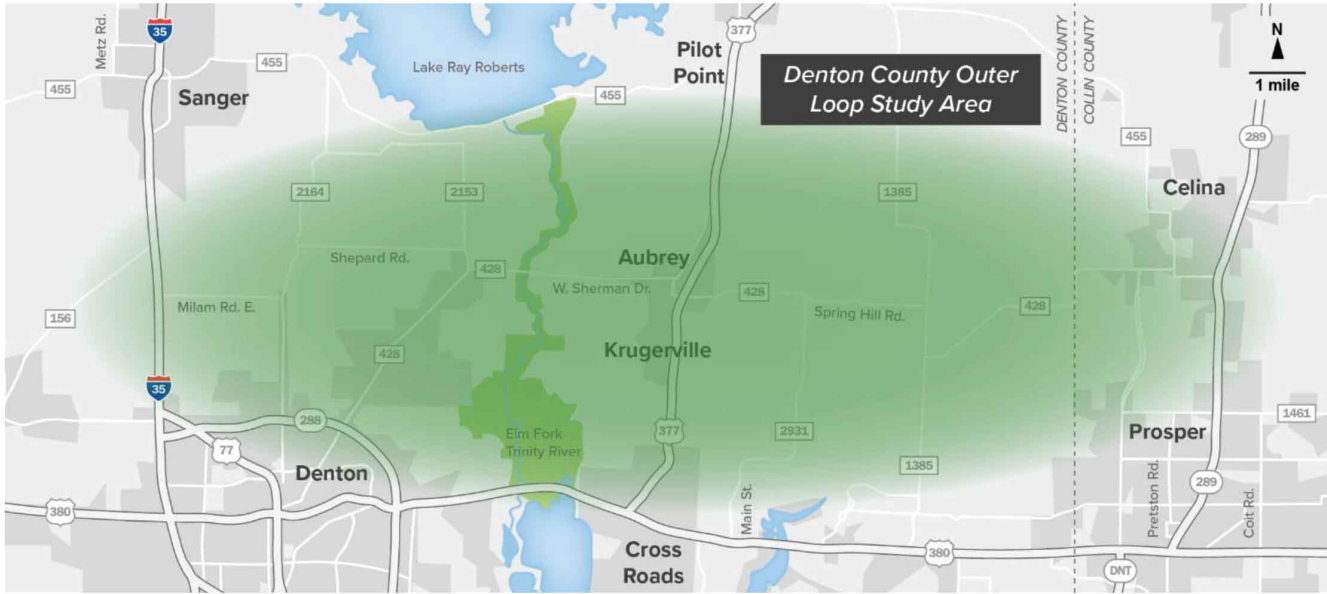 Metz Rd.
35
377
N
455
Lake Ray Roberts
Pilot
Point
Denton County Outer
Loop Study Area
DENTON COUNTY
COLLIN COUNTY
1 mile
455
Sanger
455
455
289
2164
2153
1385
Celina
Shepard Rd.
Aubrey
428
W. Sherman Dr.
428
428
Milam Rd. E.
Spring Hill Rd.
156
428
Krugerville
35
288
377
2931
1461
77
Elm Fork
Trinity River
Prosper
Denton
1385
289
380
Main St.
Pretston Rd.
Coit Rd.
Cross
Roads
380
DNT